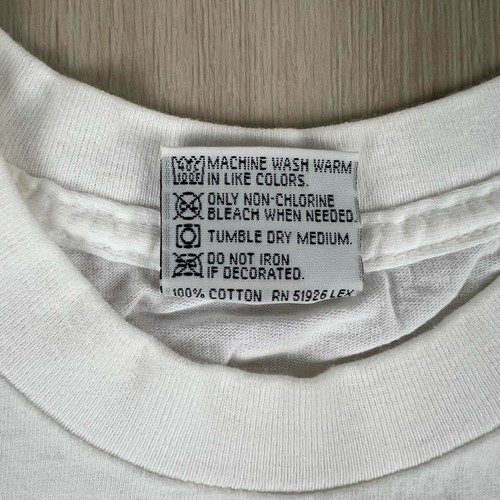 MACHINE WASH WARM
IN LIKE COLORS.
ONLY NON-CHLORINE
BLEACH WHEN NEEDED.
TUMBLE DRY MEDIUM.
DO NOT IRON
IF DECORATED.
100% COTTON RN 51926 LEX